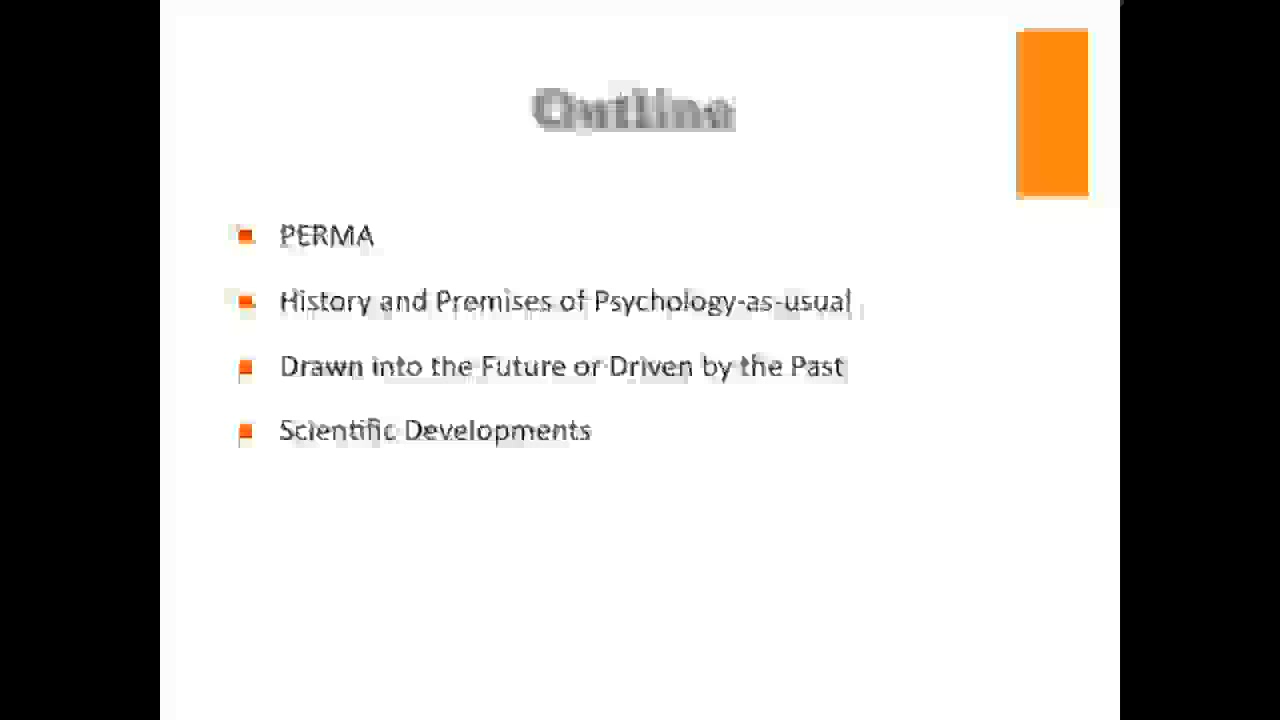 Outline
PERMA
History and Premises of Psychology-as-usual
Drawn into the Future or Driven by the Past
Scientific Developments